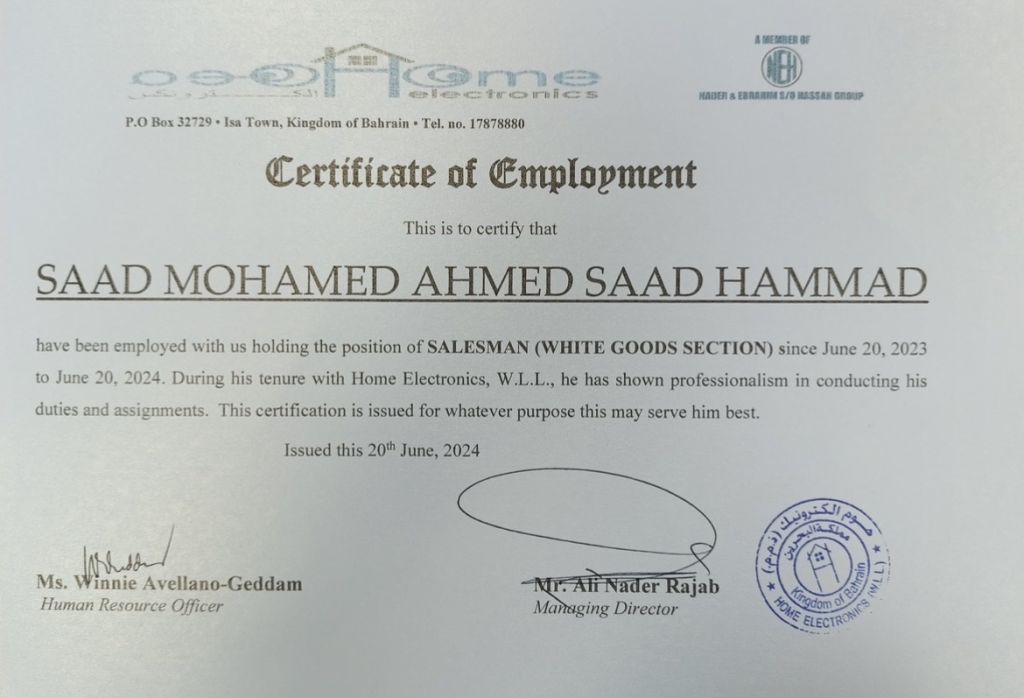 Home
electronics
A MEMBER OF
NEH
NADER & EBRAHIM S/O HASSAN GROUP
P.O Box 32729 • Isa Town, Kingdom of Bahrain • Tel. no. 17878880
Certificate of Employment
This is to certify that
SAAD MOHAMED AHMED SAAD HAMMAD
have been employed with us holding the position of SALESMAN (WHITE GOODS SECTION) since June 20, 2023
to June 20, 2024. During his tenure with Home Electronics, W.L.L., he has shown professionalism in conducting his
duties and assignments. This certification is issued for whatever purpose this may serve him best.
Issued this 20th June, 2024
Ms. Winnie Avellano-Geddam
Human Resource Officer
Mr. Ali Nader Rajab
Managing Director
هوم الكترونيك (ذ.م.م)
مملكة البحرين
Kingdom of Bahrain
HOME ELECTRONICS (W.L.L)